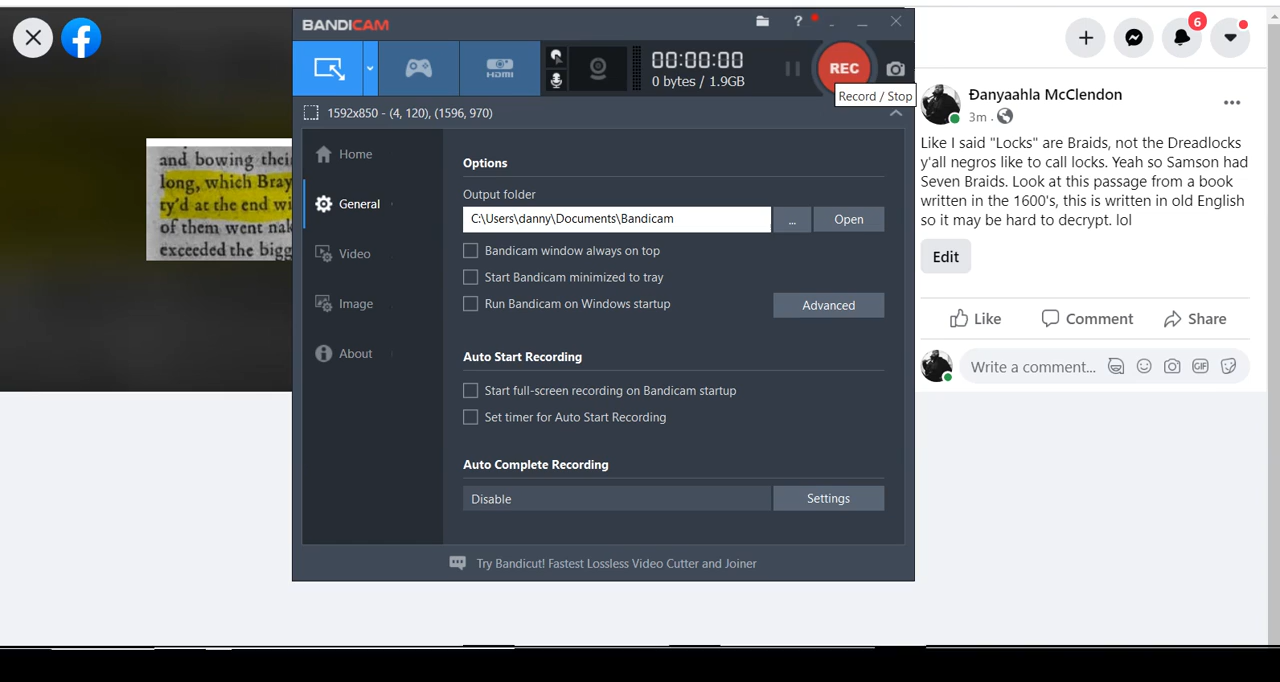 BANDICAM
?
HDMI
00:00:00
0 bytes / 1.9GB
REC
Record / Stop
1592x850 - (4, 120), (1596, 970)
Home
General
Video
Image
About
Options
Output folder
C:\Users\danny\Documents\Bandicam
...
Open
Bandicam window always on top
Start Bandicam minimized to tray
Run Bandicam on Windows startup
Advanced
Auto Start Recording
Start full-screen recording on Bandicam startup
Set timer for Auto Start Recording
Auto Complete Recording
Disable
Settings
Try Bandicut! Fastest Lossless Video Cutter and Joiner
and bowing thei
long, which Bray
ty'd at the end wi
of them went nak
exceeded the bigg
6
Đanyaahla McClendon
3m ·
Like I said "Locks" are Braids, not the Dreadlocks
y'all negros like to call locks. Yeah so Samson had
Seven Braids. Look at this passage from a book
written in the 1600's, this is written in old English
so it may be hard to decrypt. lol
Edit
Like
Comment
Share
Write a comment...
GIF